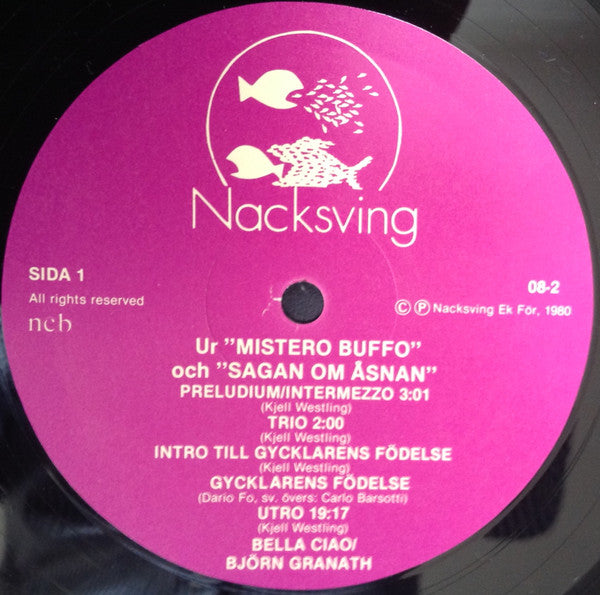 Nacksving
SIDA 1
All rights reserved
ncb
08-2
© ℗ Nacksving Ek För, 1980
Ur "MISTERO BUFFO"
och "SAGAN OM ÅSNAN"
PRELUDIUM/INTERMEZZO 3:01
(Kjell Westling)
TRIO 2:00
(Kjell Westling)
INTRO TILL GYCKLARENS FÖDELSE
(Kjell Westling)
GYCKLARENS FÖDELSE
(Dario Fo, sv. övers: Carlo Barsotti)
UTRO 19:17
(Kjell Westling)
BELLA CIAO/
BJÖRN GRANATH